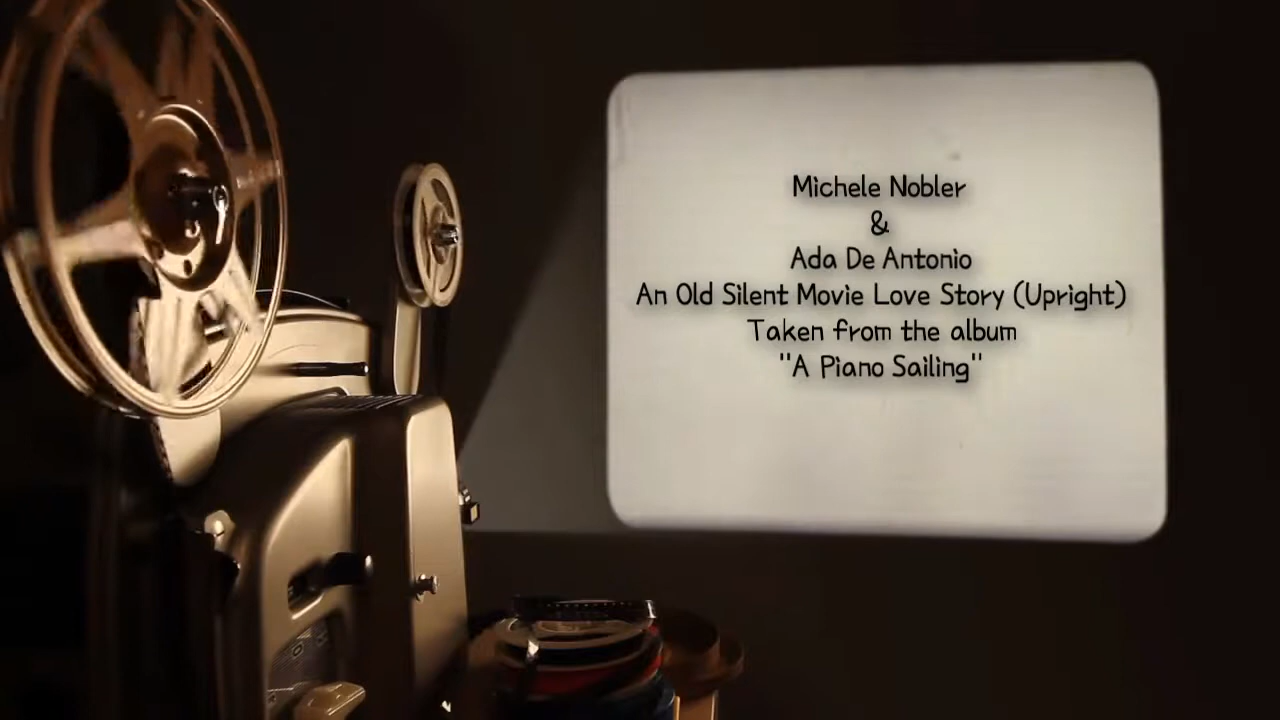 Michele Nobler
&
Ada De Antonio
An Old Silent Movie Love Story (Upright)
Taken from the album
"A Piano Sailing"